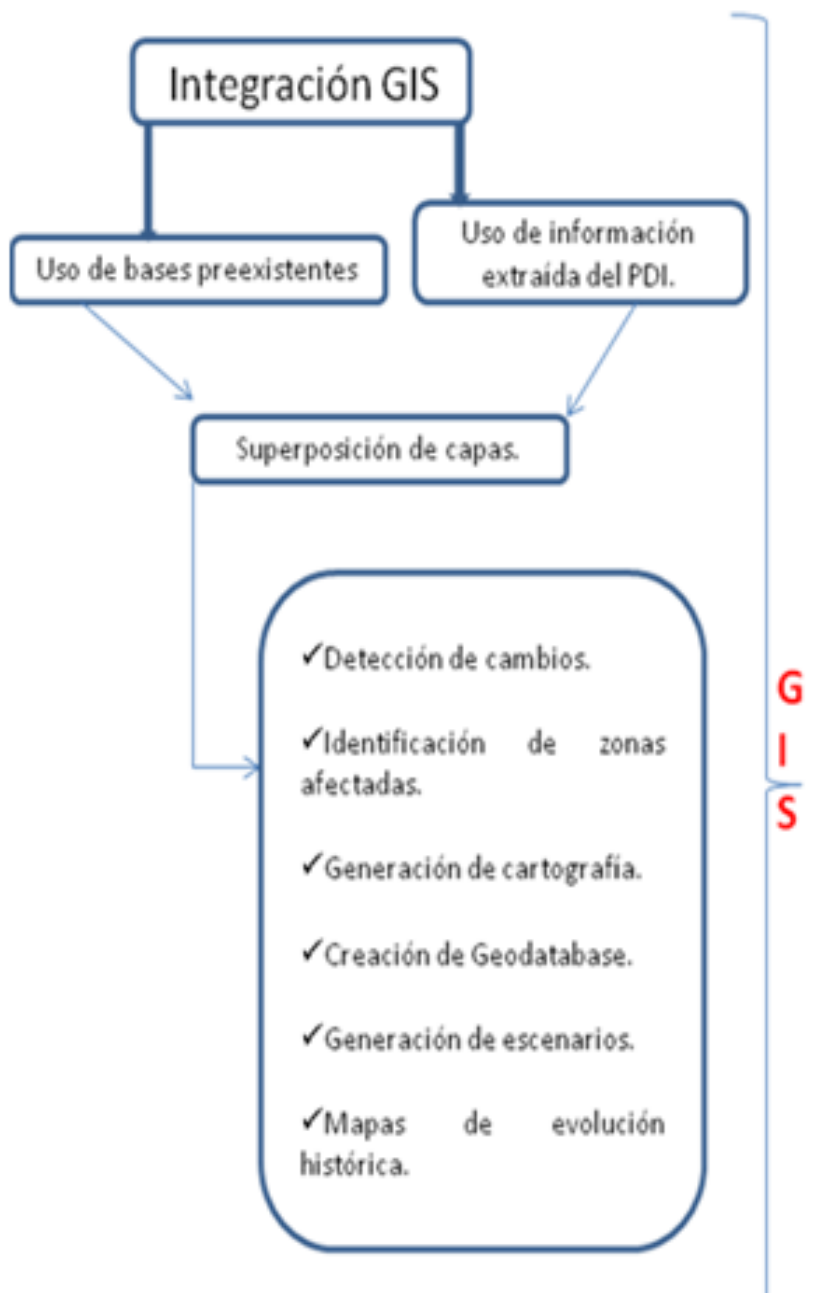 Integración GIS
Uso de bases preexistentes
Uso de información
extraída del PDI.
Superposición de capas.
✓Detección de cambios.
✓Identificación de zonas
afectadas.
✓Generación de cartografía.
✓Creación de Geodatabase.
✓Generación de escenarios.
✓Mapas de evolución
histórica.
G
I
S